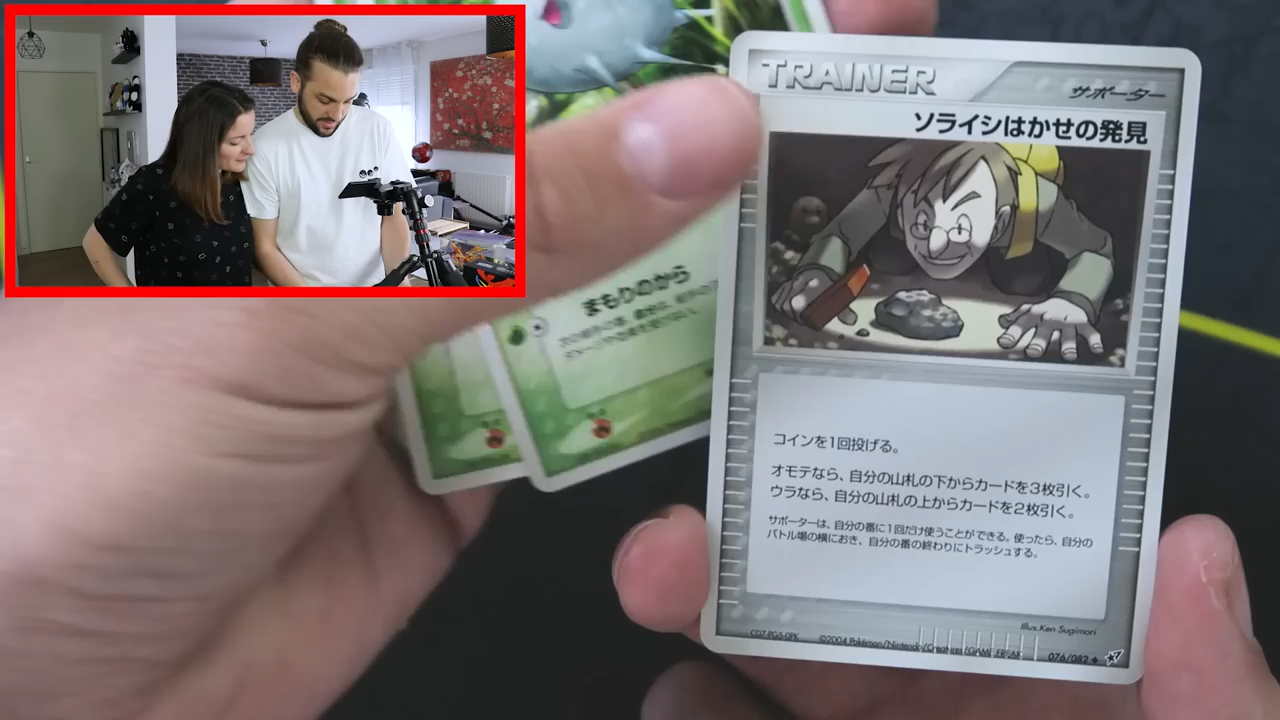 TRAINER
サポーター
ソライシはかせの発見
まもりのから
コインを1回投げる。
オモテなら、自分の山札の下からカードを3枚引く。
ウラなら、自分の山札の上からカードを2枚引く。
サポーターは、自分の番に1回だけ使うことができる。使ったら、自分の
バトル場の横におき、自分の番の終わりにトラッシュする。
Illus.Ken Sugimori
©2004 Pokémon/Nintendo/Creatures/GAME FREAK
076/082